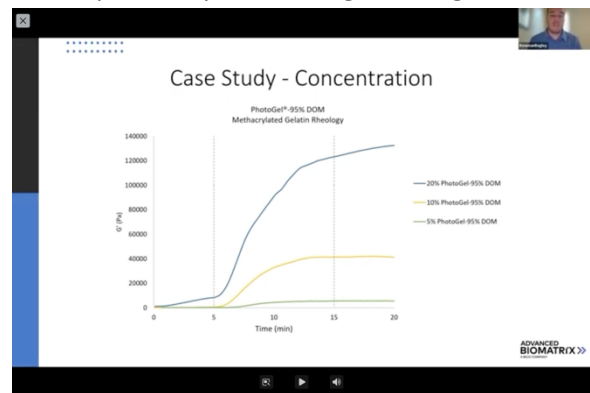 Case Study - Concentration
PhotoGel®-95% DOM
Methacrylated Gelatin Rheology
140000
120000
100000
80000
60000
40000
20000
0
G' (Pa)
0 5 10 15 20
Time (min)
20% PhotoGel-95% DOM
10% PhotoGel-95% DOM
5% PhotoGel-95% DOM
ADVANCED
BIOMATRIX